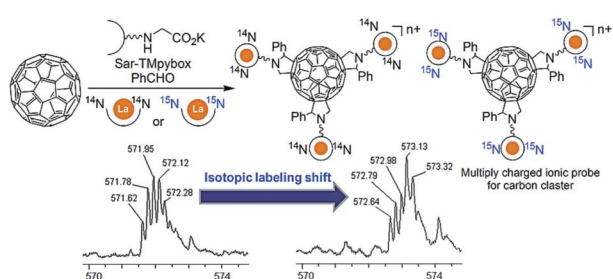 N
H
CO₂K
Sar-TMpybox
PhCHO
¹⁴N La ¹⁴N
or
¹⁵N La ¹⁵N
Ph
¹⁴N
¹⁴N
N
N
¹⁴N
¹⁴N
Ph
Ph
N
¹⁴N ¹⁴N
n+
Ph
¹⁵N
¹⁵N
N
N
¹⁵N
¹⁵N
Ph
Ph
N
¹⁵N ¹⁵N
n+
Multiply charged ionic probe
for carbon claster
571.95
572.12
571.78
571.62
572.28
570
574
Isotopic labeling shift
573.13
572.98
573.32
572.79
572.64
570
574